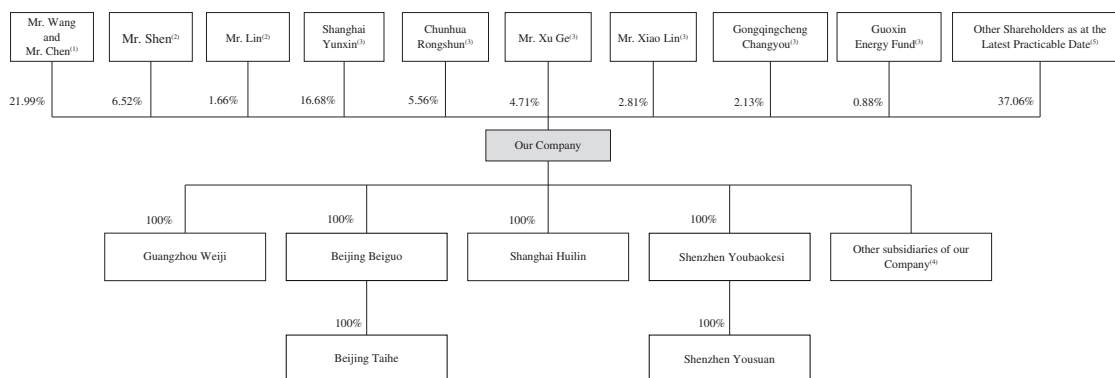 Mr. Wang
and
Mr. Chen(1)
Mr. Shen(2)
Mr. Lin(2)
Shanghai
Yunxin(3)
Chunhua
Rongshun(3)
Mr. Xu Ge(3)
Mr. Xiao Lin(3)
Gongqingcheng
Changyou(3)
Guoxin
Energy Fund(3)
Other Shareholders as at the
Latest Practicable Date(5)
21.99%
6.52%
1.66%
16.68%
5.56%
4.71%
2.81%
2.13%
0.88%
37.06%
Our Company
100%
100%
100%
100%
Guangzhou Weiji
Beijing Beiguo
Shanghai Huilin
Shenzhen Youbaokesi
Other subsidiaries of our
Company(4)
100%
100%
Beijing Taihe
Shenzhen Yousuan